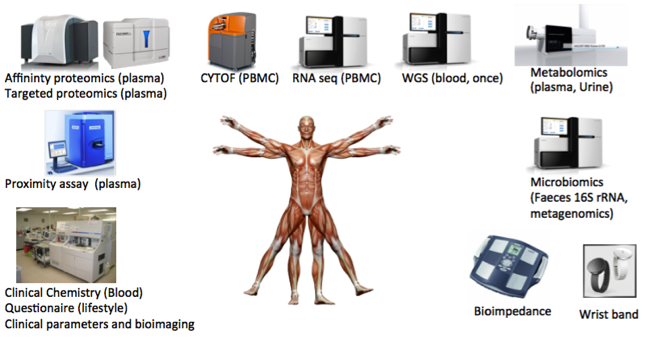 Affininty proteomics (plasma)
Targeted proteomics (plasma)
CYTOF (PBMC)
RNA seq (PBMC)
WGS (blood, once)
Metabolomics
(plasma, Urine)
Proximity assay  (plasma)
Microbiomics
(Faeces 16S rRNA,
metagenomics)
Clinical Chemistry (Blood)
Questionaire (lifestyle)
Clinical parameters and bioimaging
Bioimpedance
Wrist band